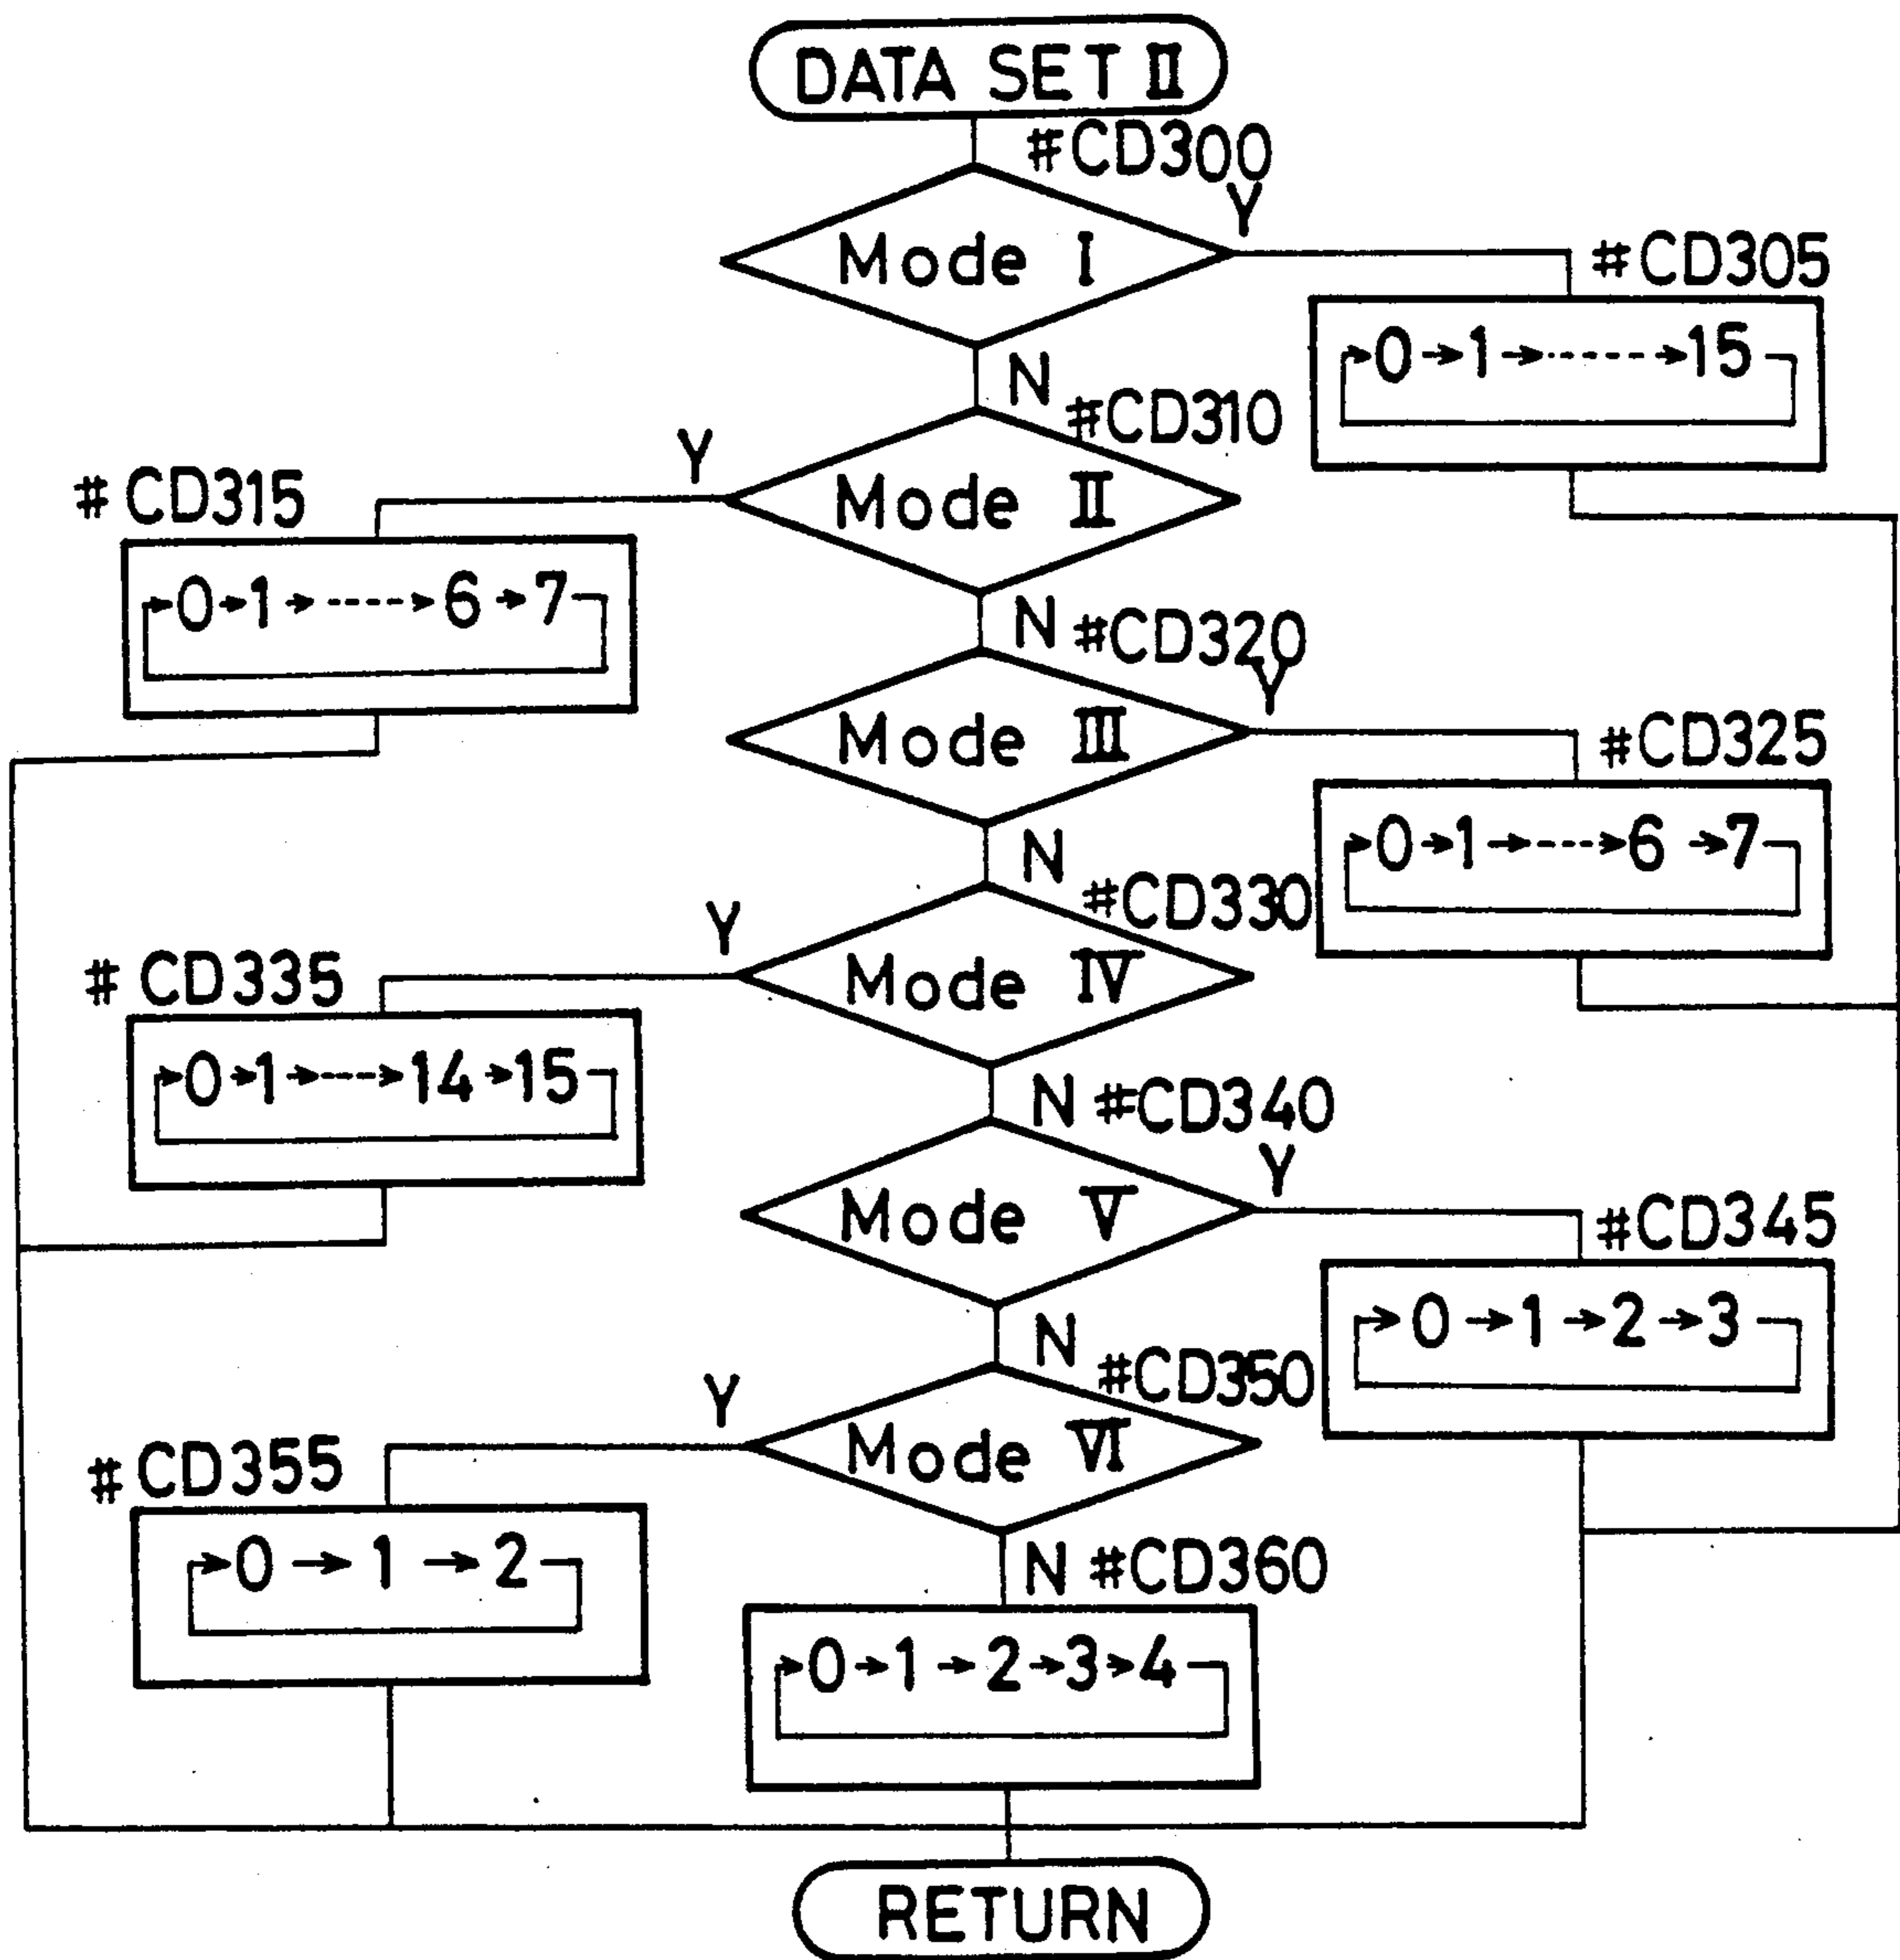 DATA SET II
#CD300
Y
Mode I
#CD305
0→1→------→15
N
#CD310
Y
Mode II
#CD315
0→1→-----→6→7
N #CD320
Y
Mode III
#CD325
0→1→----→6→7
N
#CD330
Y
Mode IV
#CD335
0→1→----→14→15
N #CD340
Y
Mode V
#CD345
→0→1→2→3
N
#CD350
Y
Mode VI
#CD355
→0→1→2
N #CD360
0→1→2→3→4
RETURN